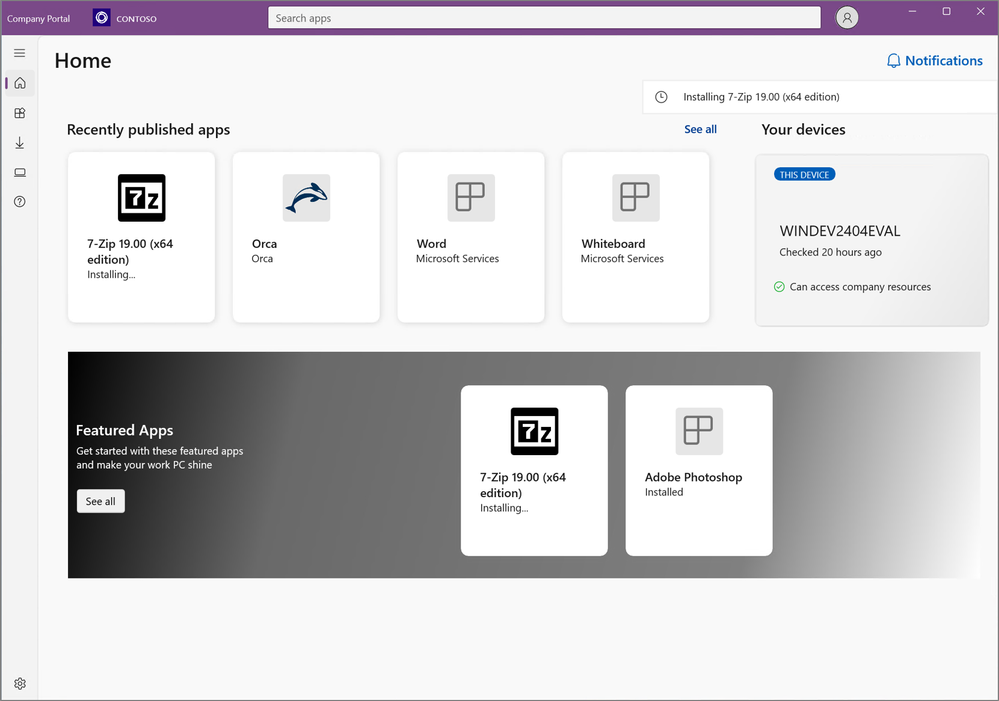 Company Portal
CONTOSO
Search apps
Home
Notifications
Installing 7-Zip 19.00 (x64 edition)
Recently published apps
See all
Your devices
7z
7-Zip 19.00 (x64
edition)
Installing...
Orca
Orca
Word
Microsoft Services
Whiteboard
Microsoft Services
THIS DEVICE
WINDEV2404EVAL
Checked 20 hours ago
Can access company resources
Featured Apps
Get started with these featured apps
and make your work PC shine
See all
7z
7-Zip 19.00 (x64
edition)
Installing...
Adobe Photoshop
Installed